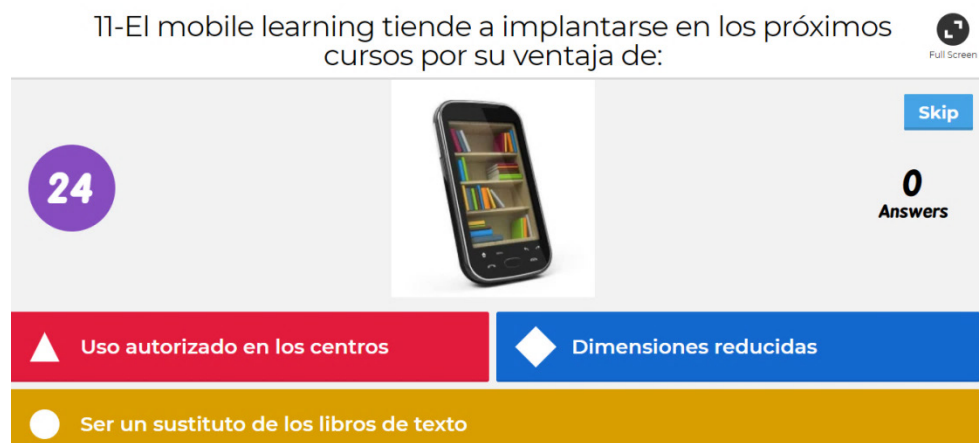 11-El mobile learning tiende a implantarse en los próximos
cursos por su ventaja de:
Full Screen
Skip
24
0
Answers
Uso autorizado en los centros
Dimensiones reducidas
Ser un sustituto de los libros de texto